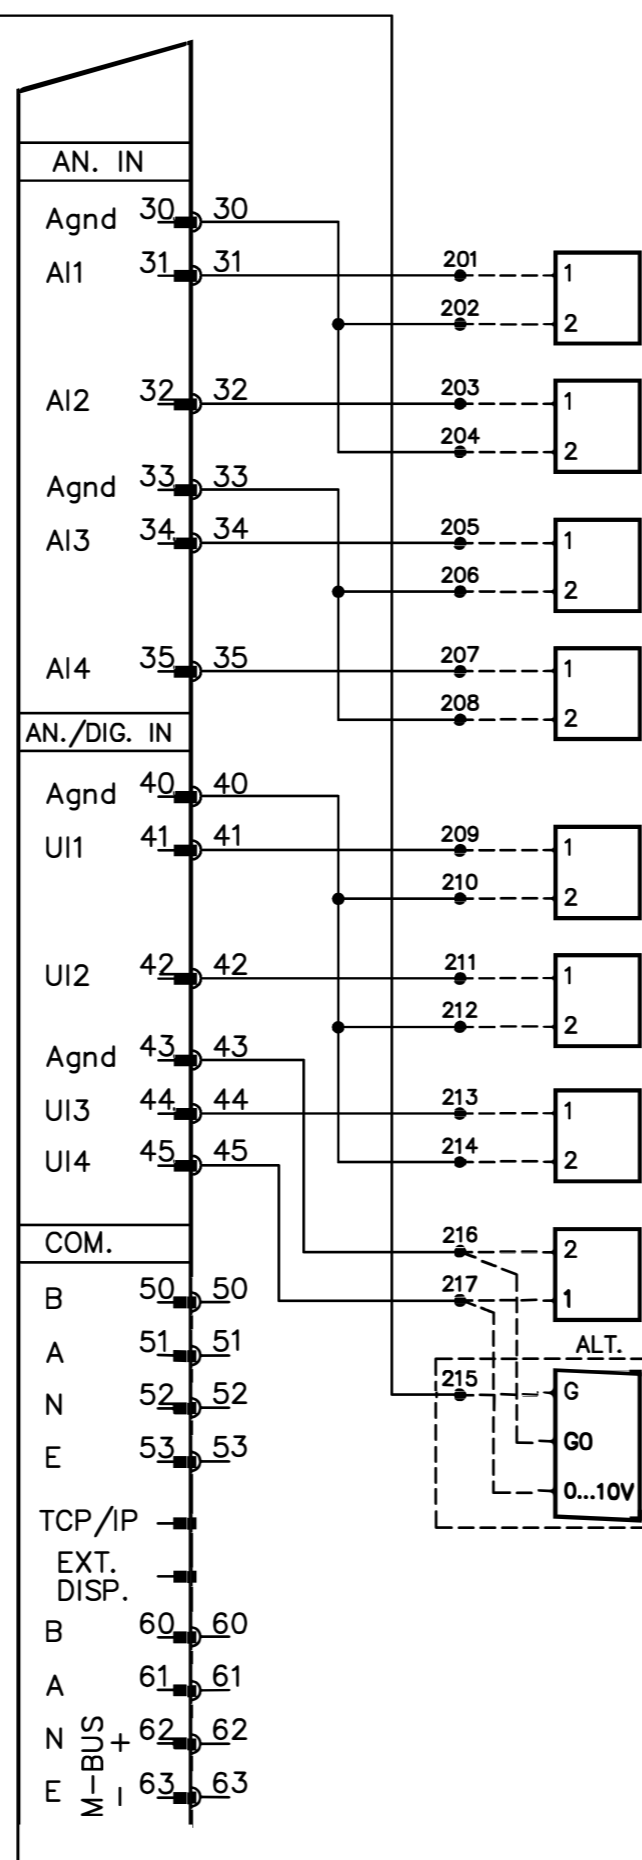 AN. IN
Agnd 30 30
AI1 31 31 201 1
202 2
AI2 32 32 203 1
204 2
Agnd 33 33
AI3 34 34 205 1
206 2
AI4 35 35 207 1
208 2
AN./DIG. IN
Agnd 40 40
UI1 41 41 209 1
210 2
UI2 42 42 211 1
212 2
Agnd 43 43
UI3 44 44 213 1
UI4 45 45 214 2
COM. 216 2
B 50 50 217 1
ALT.
A 51 51
N 52 52 215 G
E 53 53 G0
0...10V
TCP/IP
EXT.
DISP.
B 60 60
A 61 61
N + 62 62
M-BUS
E - 63 63